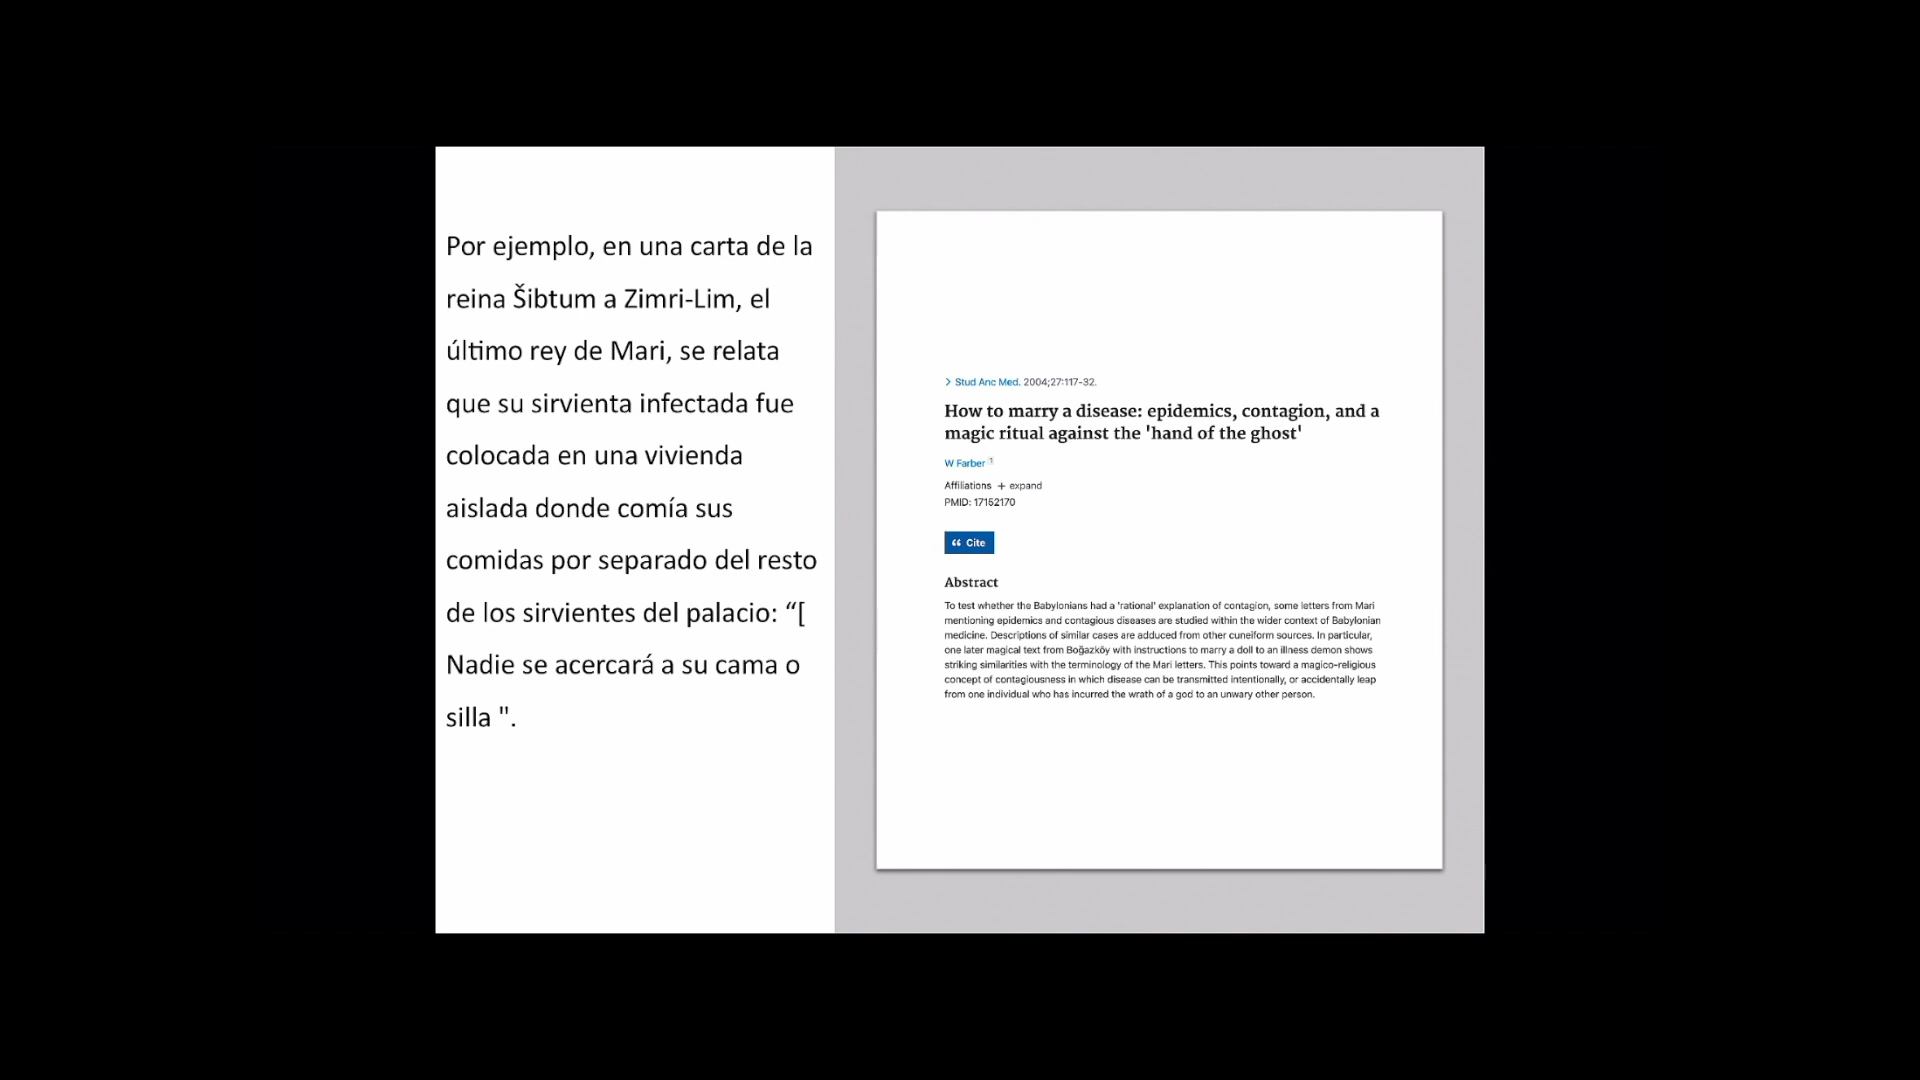 Por ejemplo, en una carta de la
reina Šibtum a Zimri-Lim, el
último rey de Mari, se relata
que su sirvienta infectada fue
colocada en una vivienda
aislada donde comía sus
comidas por separado del resto
de los sirvientes del palacio: “[
Nadie se acercará a su cama o
silla ".
> Stud Anc Med. 2004;27:117-32.
How to marry a disease: epidemics, contagion, and a
magic ritual against the 'hand of the ghost'
W Farber 1
Affiliations + expand
PMID: 17152170
“ Cite
Abstract
To test whether the Babylonians had a 'rational' explanation of contagion, some letters from Mari
mentioning epidemics and contagious diseases are studied within the wider context of Babylonian
medicine. Descriptions of similar cases are adduced from other cuneiform sources. In particular,
one later magical text from Boğazköy with instructions to marry a doll to an illness demon shows
striking similarities with the terminology of the Mari letters. This points toward a magico-religious
concept of contagiousness in which disease can be transmitted intentionally, or accidentally leap
from one individual who has incurred the wrath of a god to an unwary other person.